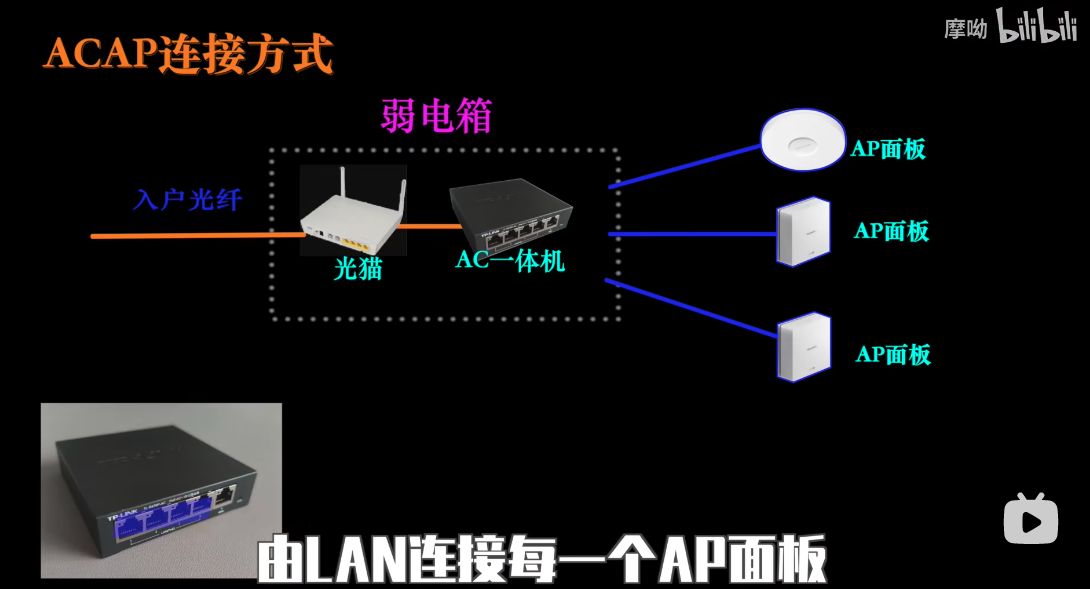 摩呦 bilibili
ACAP连接方式
弱电箱
入户光纤
光猫
AC一体机
AP面板
AP面板
AP面板
TP-LINK
TP-LINK
由LAN连接每一个AP面板